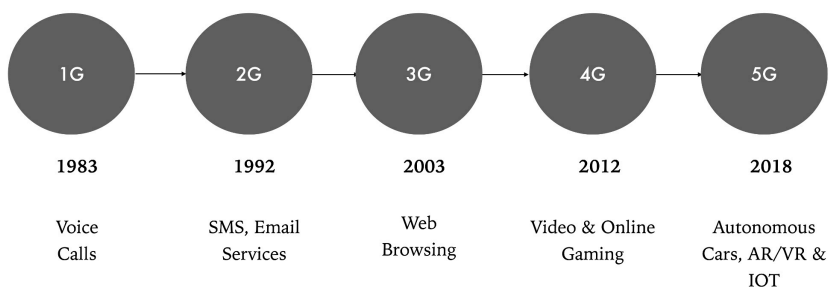 1G
2G
3G
4G
5G
1983
1992
2003
2012
2018
Voice
Calls
SMS, Email
Services
Web
Browsing
Video & Online
Gaming
Autonomous
Cars, AR/VR &
IOT